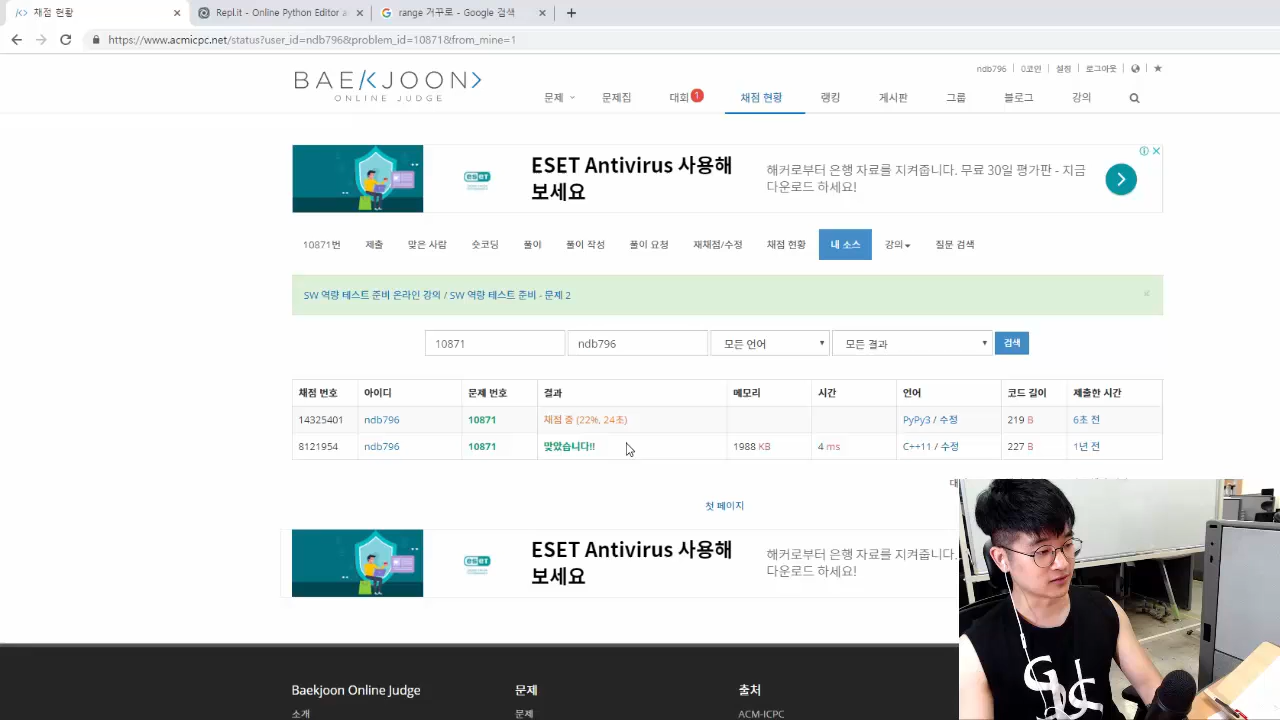 채점 현황
Repl.it - Online Python Editor a
range 거꾸로 - Google 검색
https://www.acmicpc.net/status?user_id=ndb796&problem_id=10871&from_mine=1
ndb796 0코인 설정 로그아웃
BAEKJOON
ONLINE JUDGE
문제 문제집 대회 1 채점 현황 랭킹 게시판 그룹 블로그 강의
ESET Antivirus 사용해
보세요
eseT
해커로부터 은행 자료를 지켜줍니다. 무료 30일 평가판 - 지금
다운로드 하세요!
10871번 제출 맞은 사람 숏코딩 풀이 풀이 작성 풀이 요청 재채점/수정 채점 현황 내 소스 강의 질문 검색
SW 역량 테스트 준비 온라인 강의 / SW 역량 테스트 준비 - 문제 2
10871 ndb796 모든 언어 모든 결과 검색
채점 번호 아이디 문제 번호 결과 메모리 시간 언어 코드 길이 제출한 시간
14325401 ndb796 10871 채점 중 (22%, 24초) PyPy3 / 수정 219 B 6초 전
8121954 ndb796 10871 맞았습니다!! 1988 KB 4 ms C++11 / 수정 227 B 1년 전
첫 페이지
ESET Antivirus 사용해
보세요
eseT
해커로부터 은행 자료를 지켜줍니다.
다운로드 하세요!
Baekjoon Online Judge 문제 출처
소개 문제 ACM-ICPC